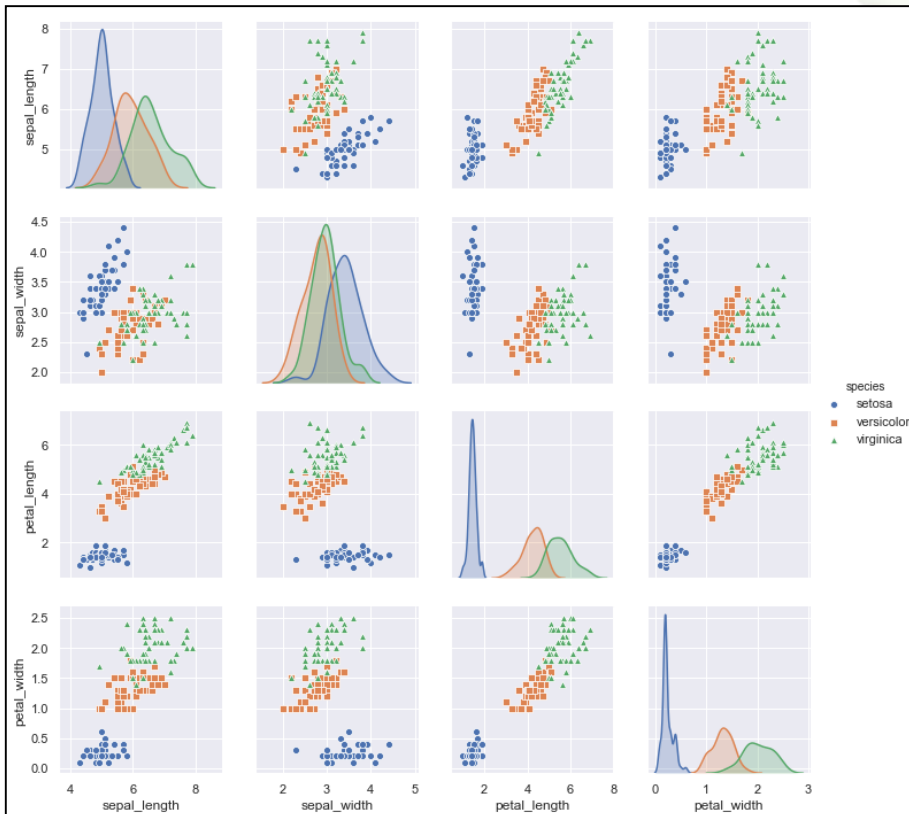 8
7
6
5
sepal_length
4.5
4.0
3.5
3.0
2.5
2.0
sepal_width
species
setosa
versicolor
virginica
6
4
2
petal_length
2.5
2.0
1.5
1.0
0.5
0.0
petal_width
4 6 8
sepal_length
2 3 4 5
sepal_width
2 4 6 8
petal_length
0 1 2 3
petal_width